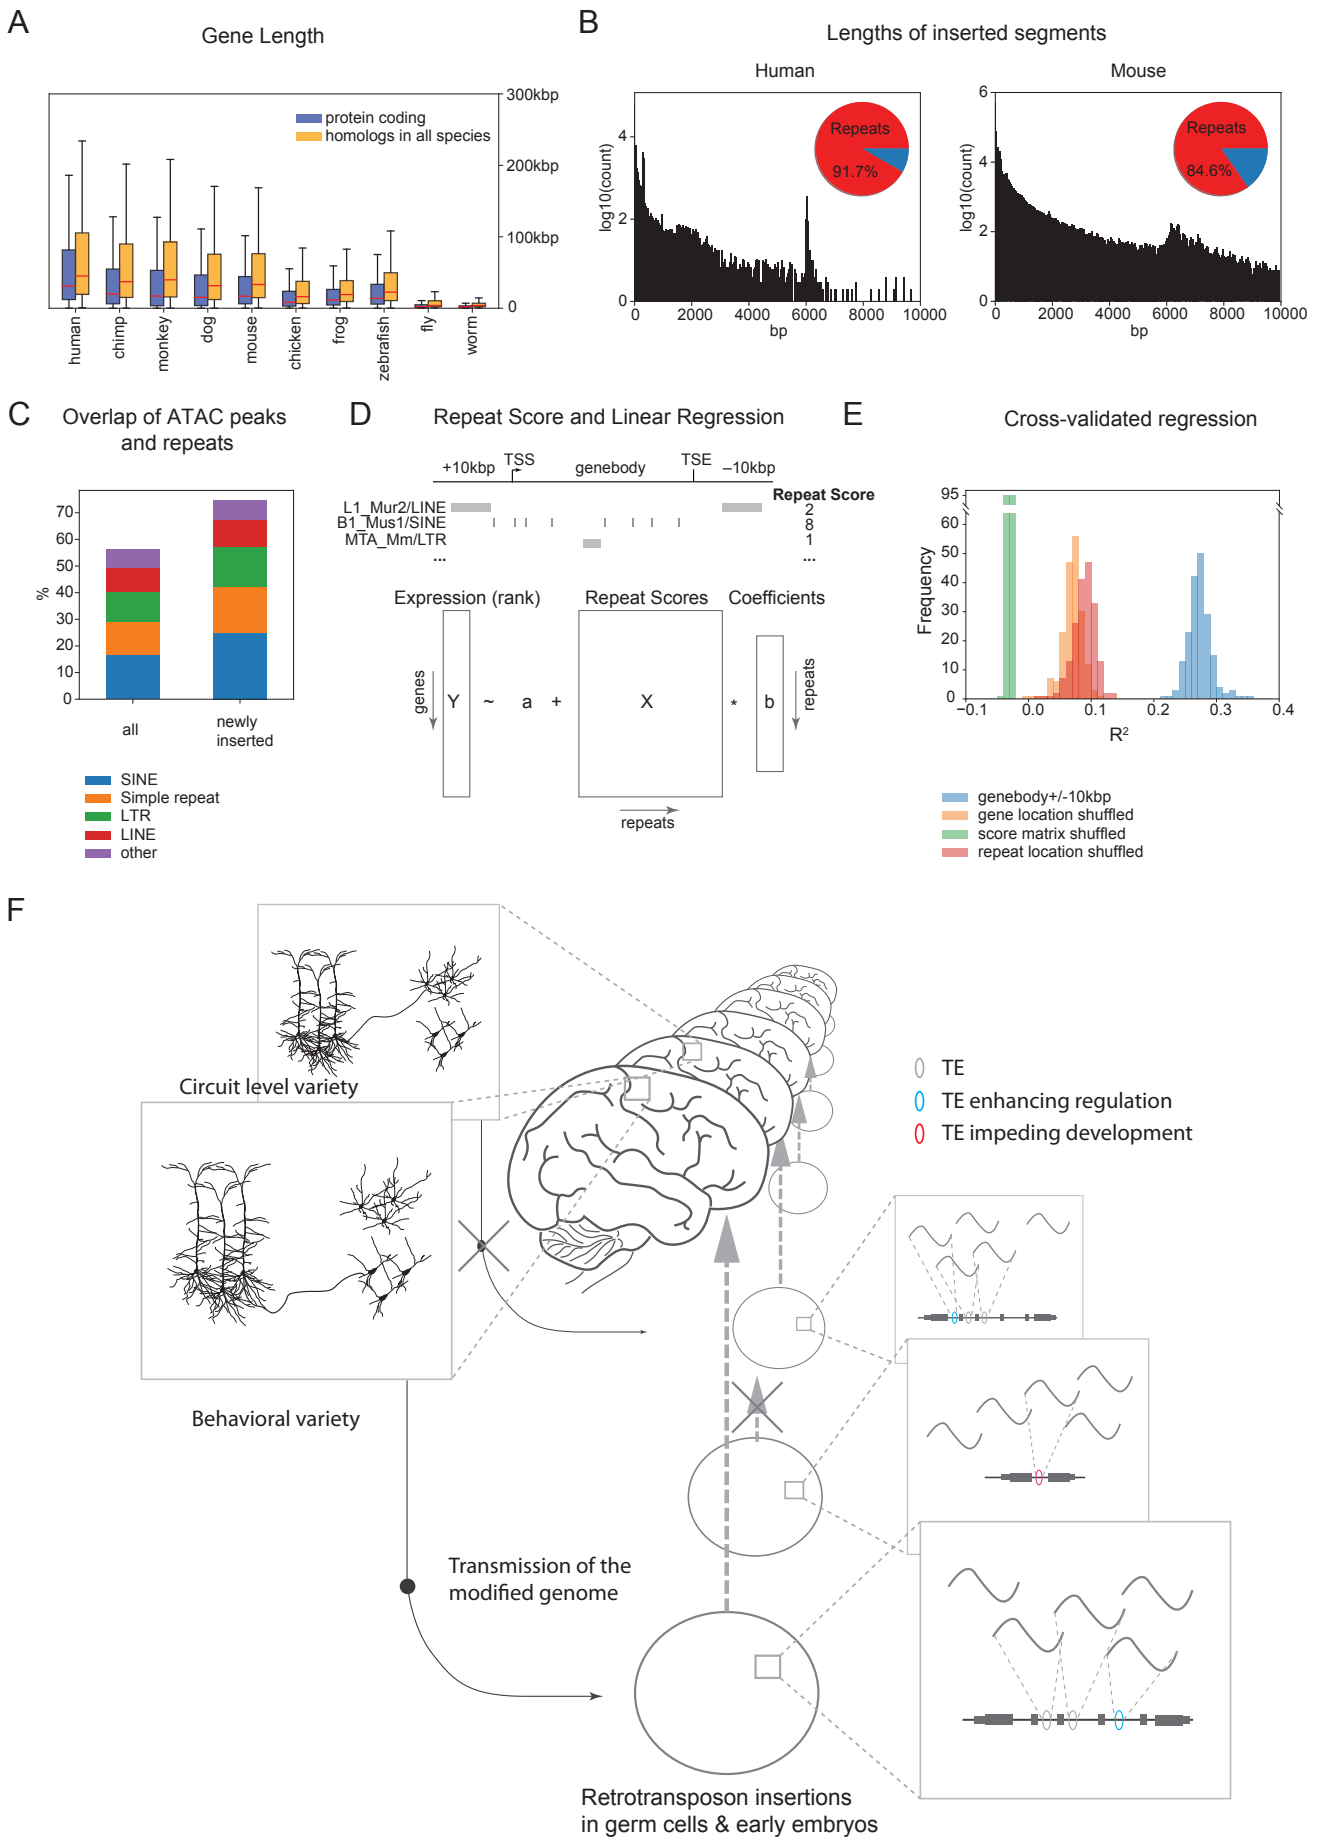 A
Gene Length
300kbp
200kbp
100kbp
0
protein coding
homologs in all species
human
chimp
monkey
dog
mouse
chicken
frog
zebrafish
fly
worm
B
Lengths of inserted segments
Human
log10(count)
4
2
0
Repeats
91.7%
0 2000 4000 6000 8000 10000
bp
Mouse
log10(count)
6
4
2
0
Repeats
84.6%
0 2000 4000 6000 8000 10000
bp
C
Overlap of ATAC peaks
and repeats
%
70
60
50
40
30
20
10
0
all
newly
inserted
SINE
Simple repeat
LTR
LINE
other
D
Repeat Score and Linear Regression
+10kbp TSS genebody TSE –10kbp
Repeat Score
L1_Mur2/LINE 2
B1_Mus1/SINE 8
MTA_Mm/LTR 1
... ...
Expression (rank) Repeat Scores Coefficients
genes
Y ~ a + X * b
repeats
repeats
E
Cross-validated regression
Frequency
95
60
50
40
30
20
10
0
−0.1 0.0 0.1 0.2 0.3 0.4
R²
genebody+/-10kbp
gene location shuffled
score matrix shuffled
repeat location shuffled
F
Circuit level variety
TE
TE enhancing regulation
TE impeding development
Behavioral variety
Transmission of the
modified genome
Retrotransposon insertions
in germ cells & early embryos